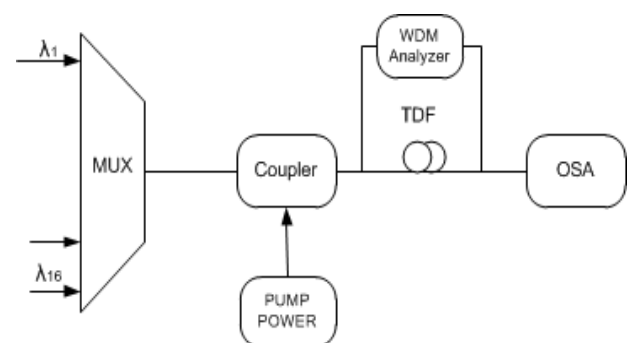 λ1
MUX
λ16
Coupler
PUMP
POWER
WDM
Analyzer
TDF
OSA